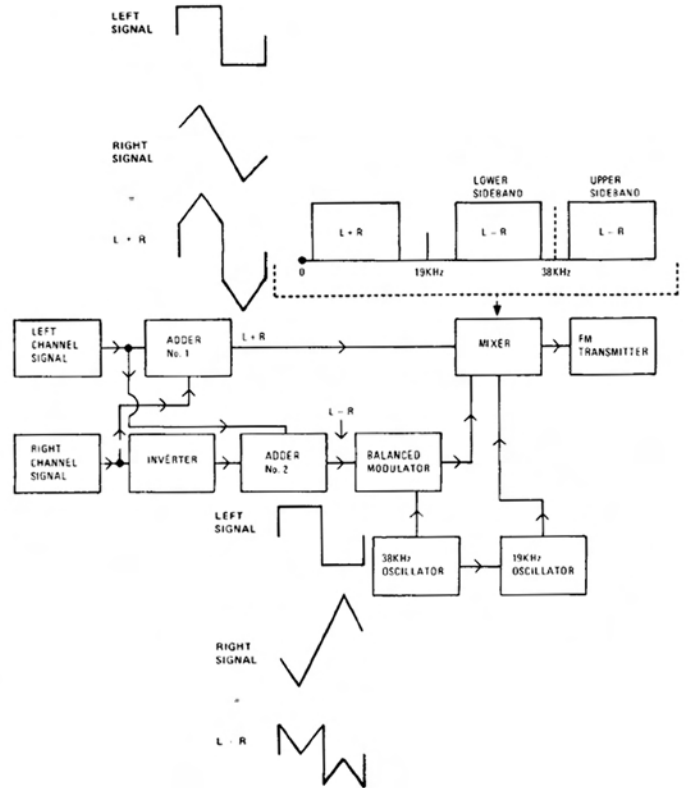 LEFT
SIGNAL
RIGHT
SIGNAL
=
L + R
LOWER
SIDEBAND
UPPER
SIDEBAND
L + R
L – R
L – R
0
19KHz
38KHz
LEFT
CHANNEL
SIGNAL
ADDER
No. 1
L+R
MIXER
FM
TRANSMITTER
RIGHT
CHANNEL
SIGNAL
INVERTER
ADDER
No. 2
L – R
BALANCED
MODULATOR
LEFT
SIGNAL
38KHz
OSCILLATOR
19KHz
OSCILLATOR
RIGHT
SIGNAL
=
L - R